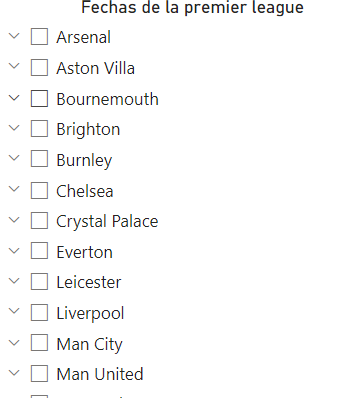 Fechas de la premier league
Arsenal
Aston Villa
Bournemouth
Brighton
Burnley
Chelsea
Crystal Palace
Everton
Leicester
Liverpool
Man City
Man United